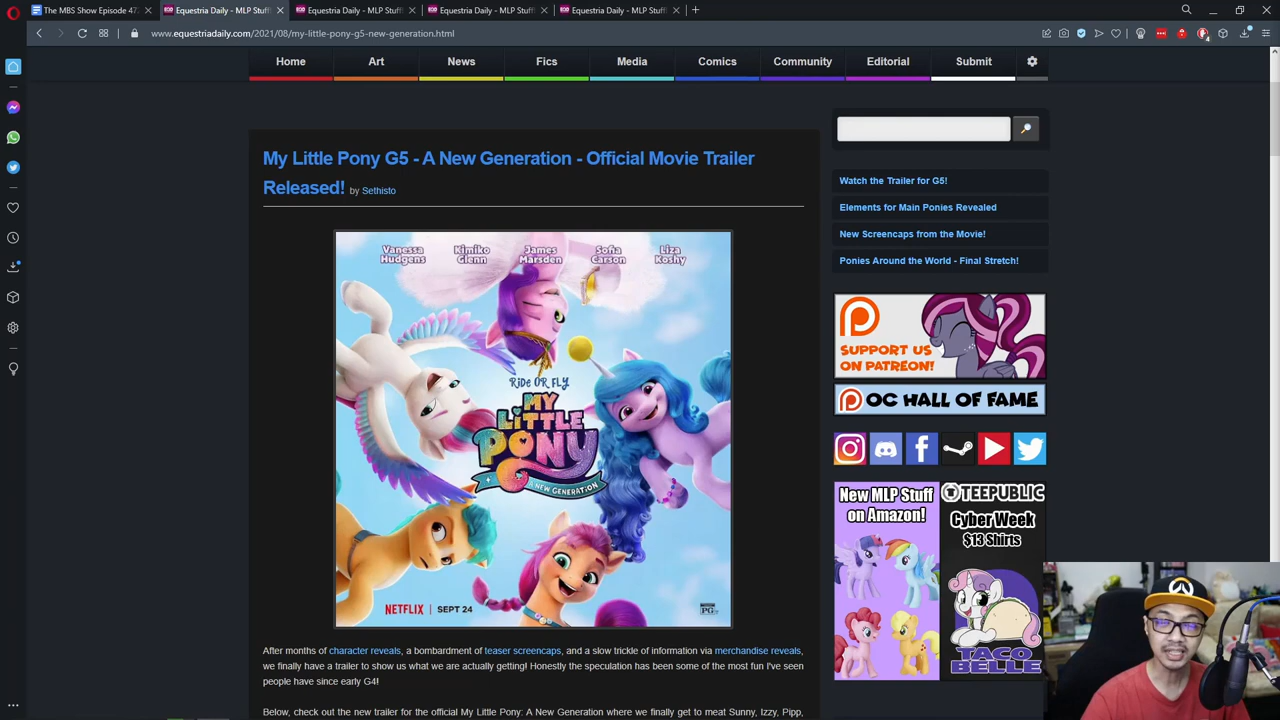 The MBS Show Episode 47
Equestria Daily - MLP Stuff
Equestria Daily - MLP Stuf
Equestria Daily - MLP Stuf
Equestria Daily - MLP Stuf
www.equestriadaily.com/2021/08/my-little-pony-g5-new-generation.html
Home
Art
News
Fics
Media
Comics
Community
Editorial
Submit
My Little Pony G5 - A New Generation - Official Movie Trailer
Released! by Sethisto
Vanessa Hudgens
Kimiko Glenn
James Marsden
Sofia Carson
Liza Koshy
RiDE OR FLY
MY
LiTTLE
PONY
A NEW GENERATION
NETFLIX | SEPT 24
PG
After months of character reveals, a bombardment of teaser screencaps, and a slow trickle of information via merchandise reveals,
we finally have a trailer to show us what we are actually getting! Honestly the speculation has been some of the most fun I've seen
people have since early G4!
Below, check out the new trailer for the official My Little Pony: A New Generation where we finally get to meat Sunny, Izzy, Pipp,
Watch the Trailer for G5!
Elements for Main Ponies Revealed
New Screencaps from the Movie!
Ponies Around the World - Final Stretch!
SUPPORT US
ON PATREON!
OC HALL OF FAME
New MLP Stuff
on Amazon!
TEEPUBLIC
Cyber Week
$13 Shirts
TACO
BELLE